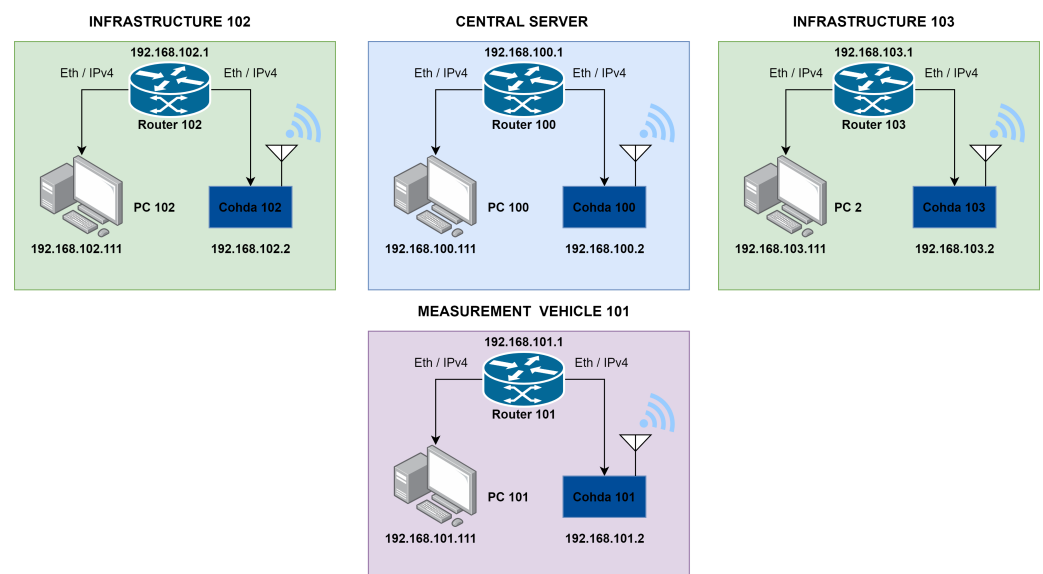 INFRASTRUCTURE 102
192.168.102.1
Eth / IPv4
Eth / IPv4
Router 102
PC 102
Cohda 102
192.168.102.111
192.168.102.2
CENTRAL SERVER
192.168.100.1
Eth / IPv4
Eth / IPv4
Router 100
PC 100
Cohda 100
192.168.100.111
192.168.100.2
INFRASTRUCTURE 103
192.168.103.1
Eth / IPv4
Eth / IPv4
Router 103
PC 2
Cohda 103
192.168.103.111
192.168.103.2
MEASUREMENT VEHICLE 101
192.168.101.1
Eth / IPv4
Eth / IPv4
Router 101
PC 101
Cohda 101
192.168.101.111
192.168.101.2